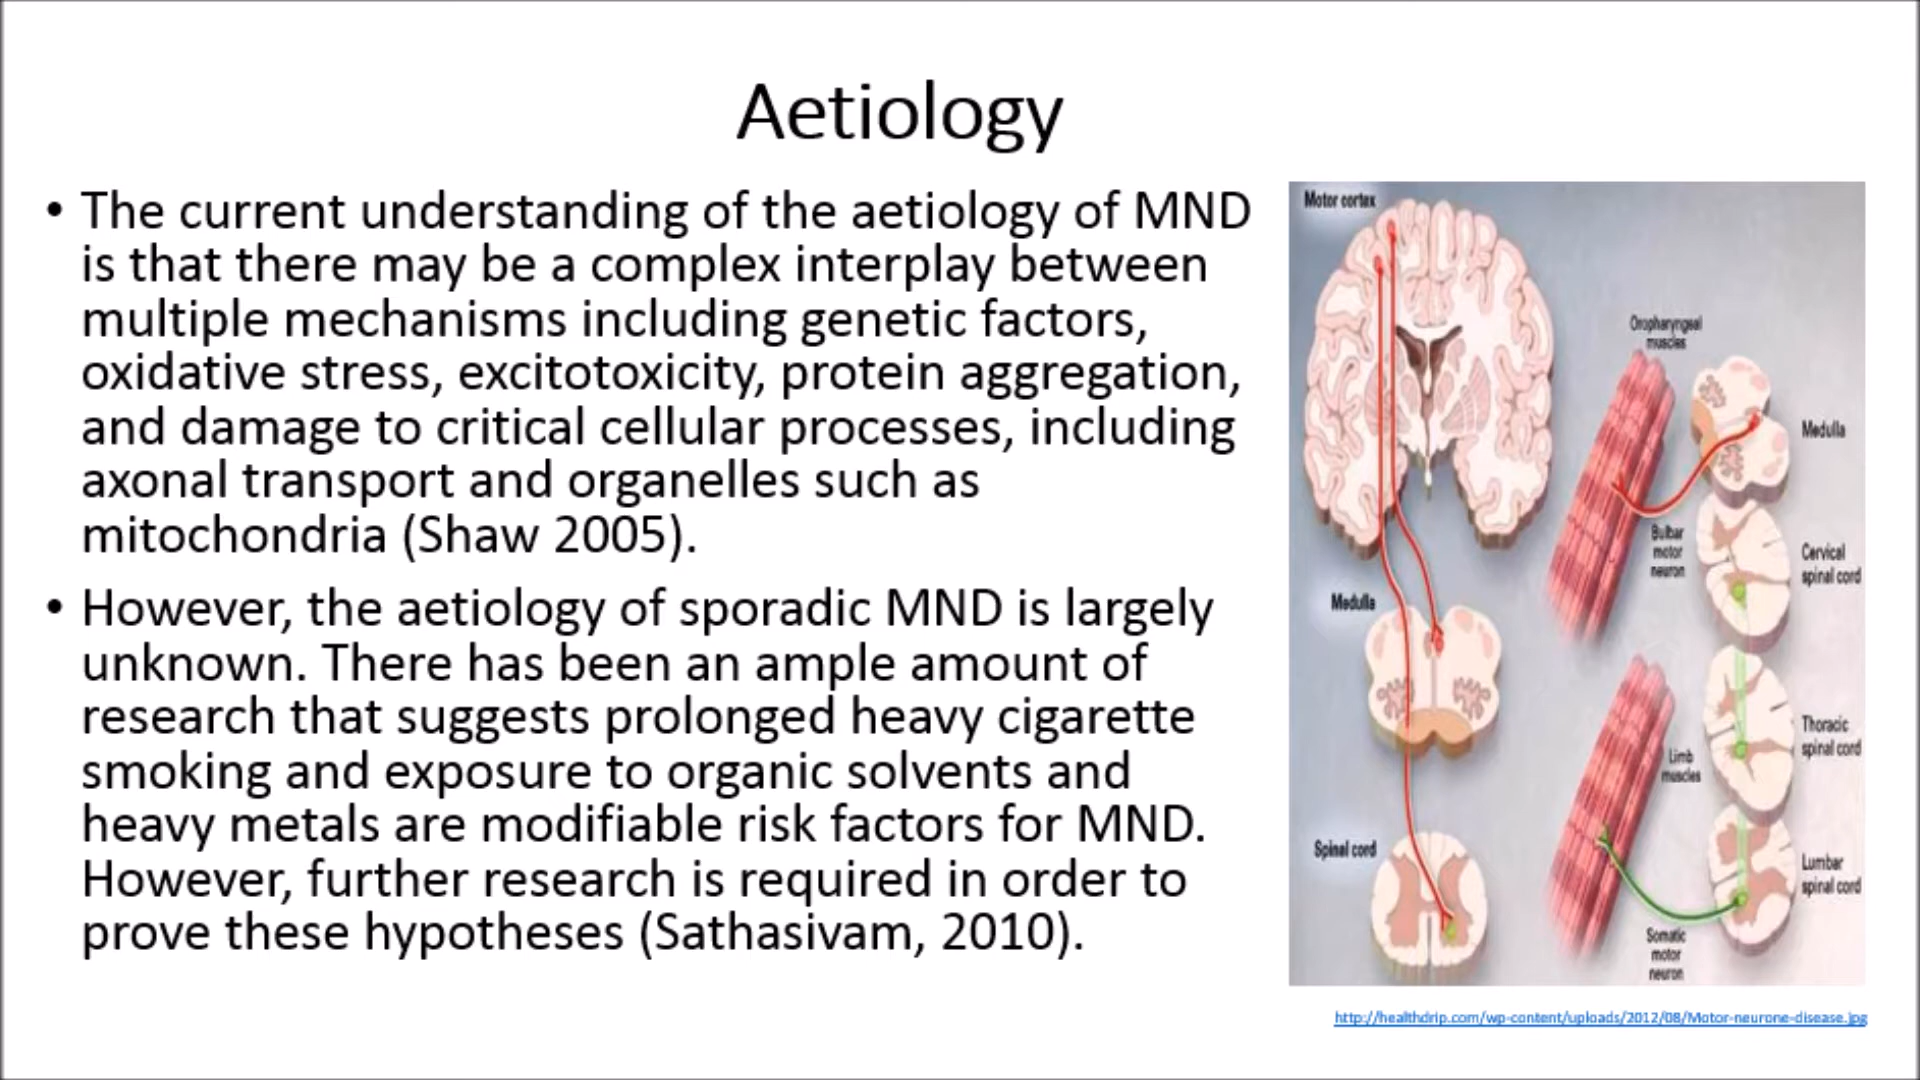 Aetiology
• The current understanding of the aetiology of MND
is that there may be a complex interplay between
multiple mechanisms including genetic factors,
oxidative stress, excitotoxicity, protein aggregation,
and damage to critical cellular processes, including
axonal transport and organelles such as
mitochondria (Shaw 2005).
• However, the aetiology of sporadic MND is largely
unknown. There has been an ample amount of
research that suggests prolonged heavy cigarette
smoking and exposure to organic solvents and
heavy metals are modifiable risk factors for MND.
However, further research is required in order to
prove these hypotheses (Sathasivam, 2010).
Motor cortex
Oropharyngeal
muscles
Medulla
Bulbar
motor
neuron
Cervical
spinal cord
Medulla
Thoracic
spinal cord
Limb
muscles
Spinal cord
Lumbar
spinal cord
Somatic
motor
neuron
http://healthdrip.com/wp-content/uploads/2012/08/Motor-neurone-disease.jpg